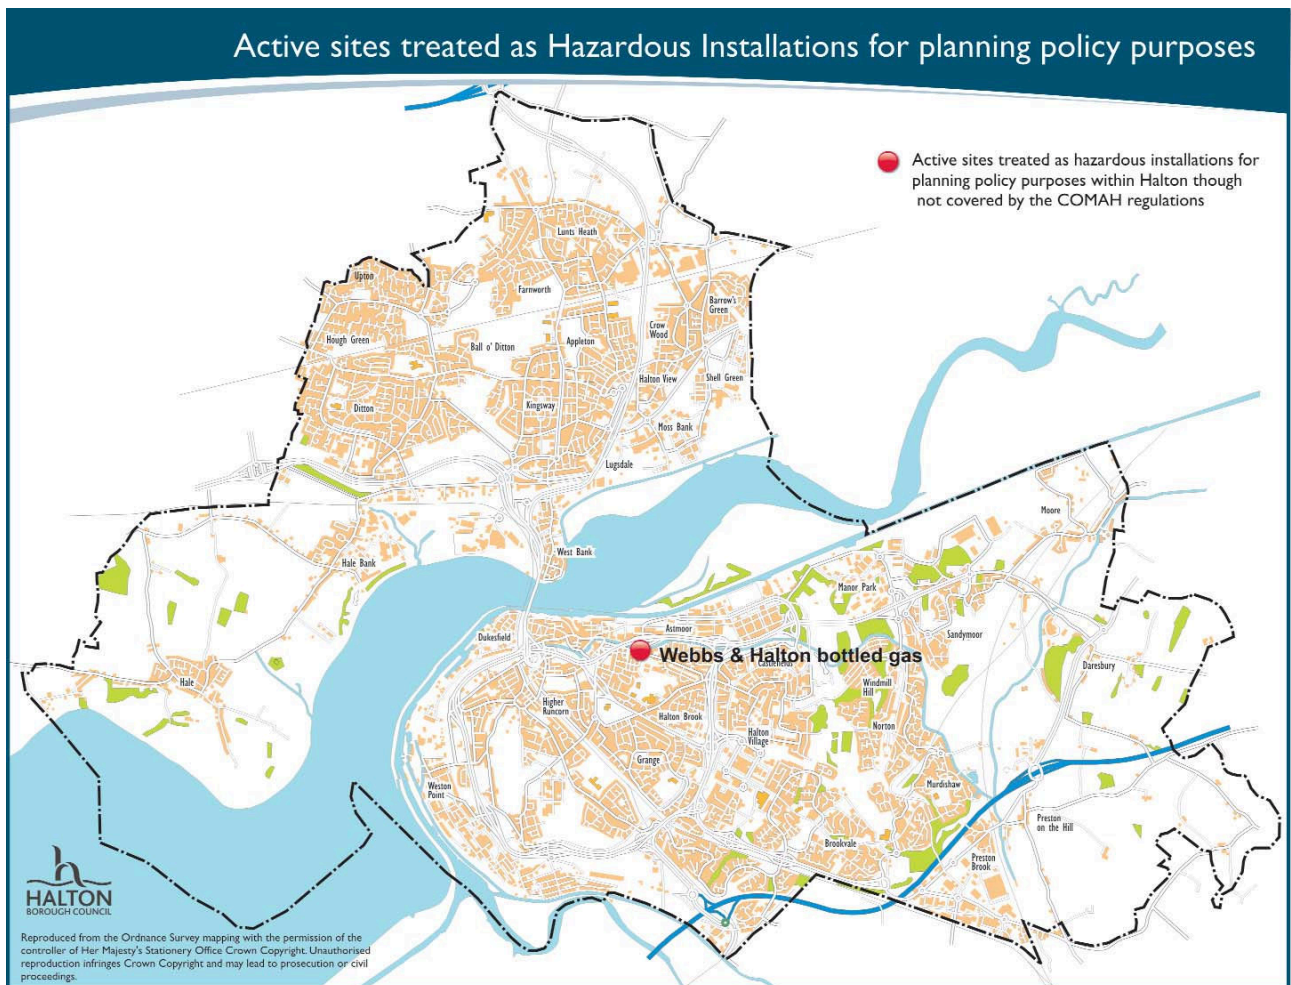 Active sites treated as Hazardous Installations for planning policy purposes
Active sites treated as hazardous installations for
planning policy purposes within Halton though
not covered by the COMAH regulations
Lunts Heath
Upton
Farnworth
Barrow's
Green
Crow
Wood
Hough Green
Ball o' Ditton
Appleton
Halton View
Shell Green
Ditton
Kingsway
Moss Bank
Lugsdale
Moore
West Bank
Hale Bank
Manor Park
Astmoor
Dukesfield
Sandymoor
Webbs & Halton bottled gas
Castlefields
Daresbury
Hale
Windmill
Hill
Higher
Runcorn
Halton Brook
Norton
Halton
Village
Grange
Weston
Point
Murdishaw
Preston
on the Hill
Brookvale
Preston
Brook
HALTON
BOROUGH COUNCIL
Reproduced from the Ordnance Survey mapping with the permission of the
controller of Her Majesty's Stationery Office Crown Copyright. Unauthorised
reproduction infringes Crown Copyright and may lead to prosecution or civil
proceedings.